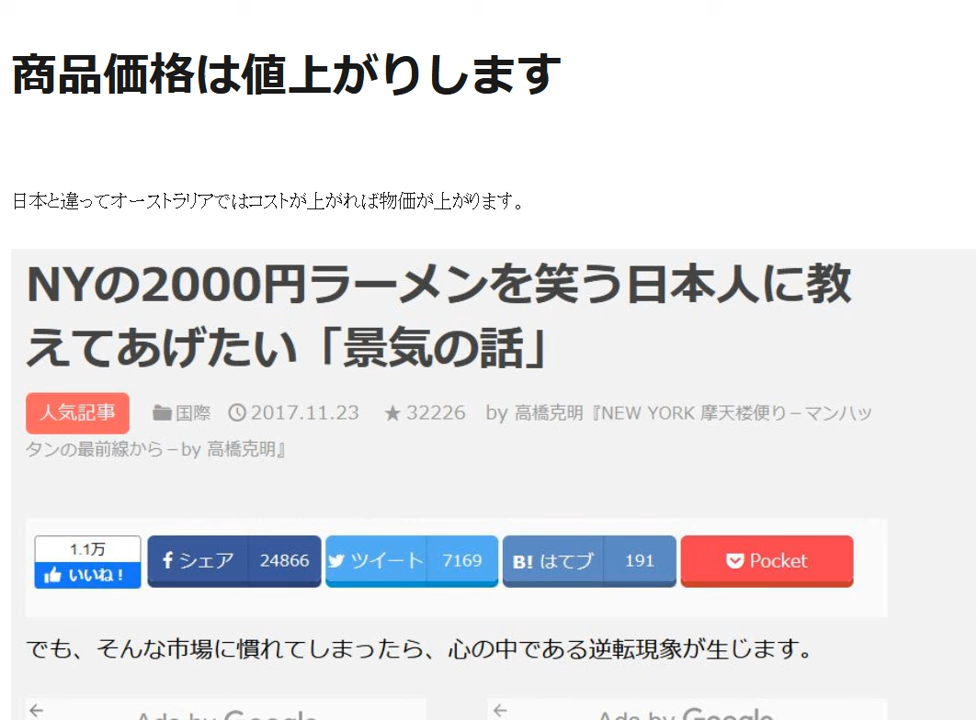 商品価格は値上がりします
日本と違ってオーストラリアではコストが上がれば物価が上がります。
NYの2000円ラーメンを笑う日本人に教
えてあげたい「景気の話」
人気記事 国際 2017.11.23 ★32226 by 高橋克明『NEW YORK 摩天楼便り－マンハッ
タンの最前線から－by 高橋克明』
1.1万
いいね！
シェア 24866 ツイート 7169 B! はてブ 191 Pocket
でも、そんな市場に慣れてしまったら、心の中である逆転現象が生じます。
← Ads by Google ← Ads by Google